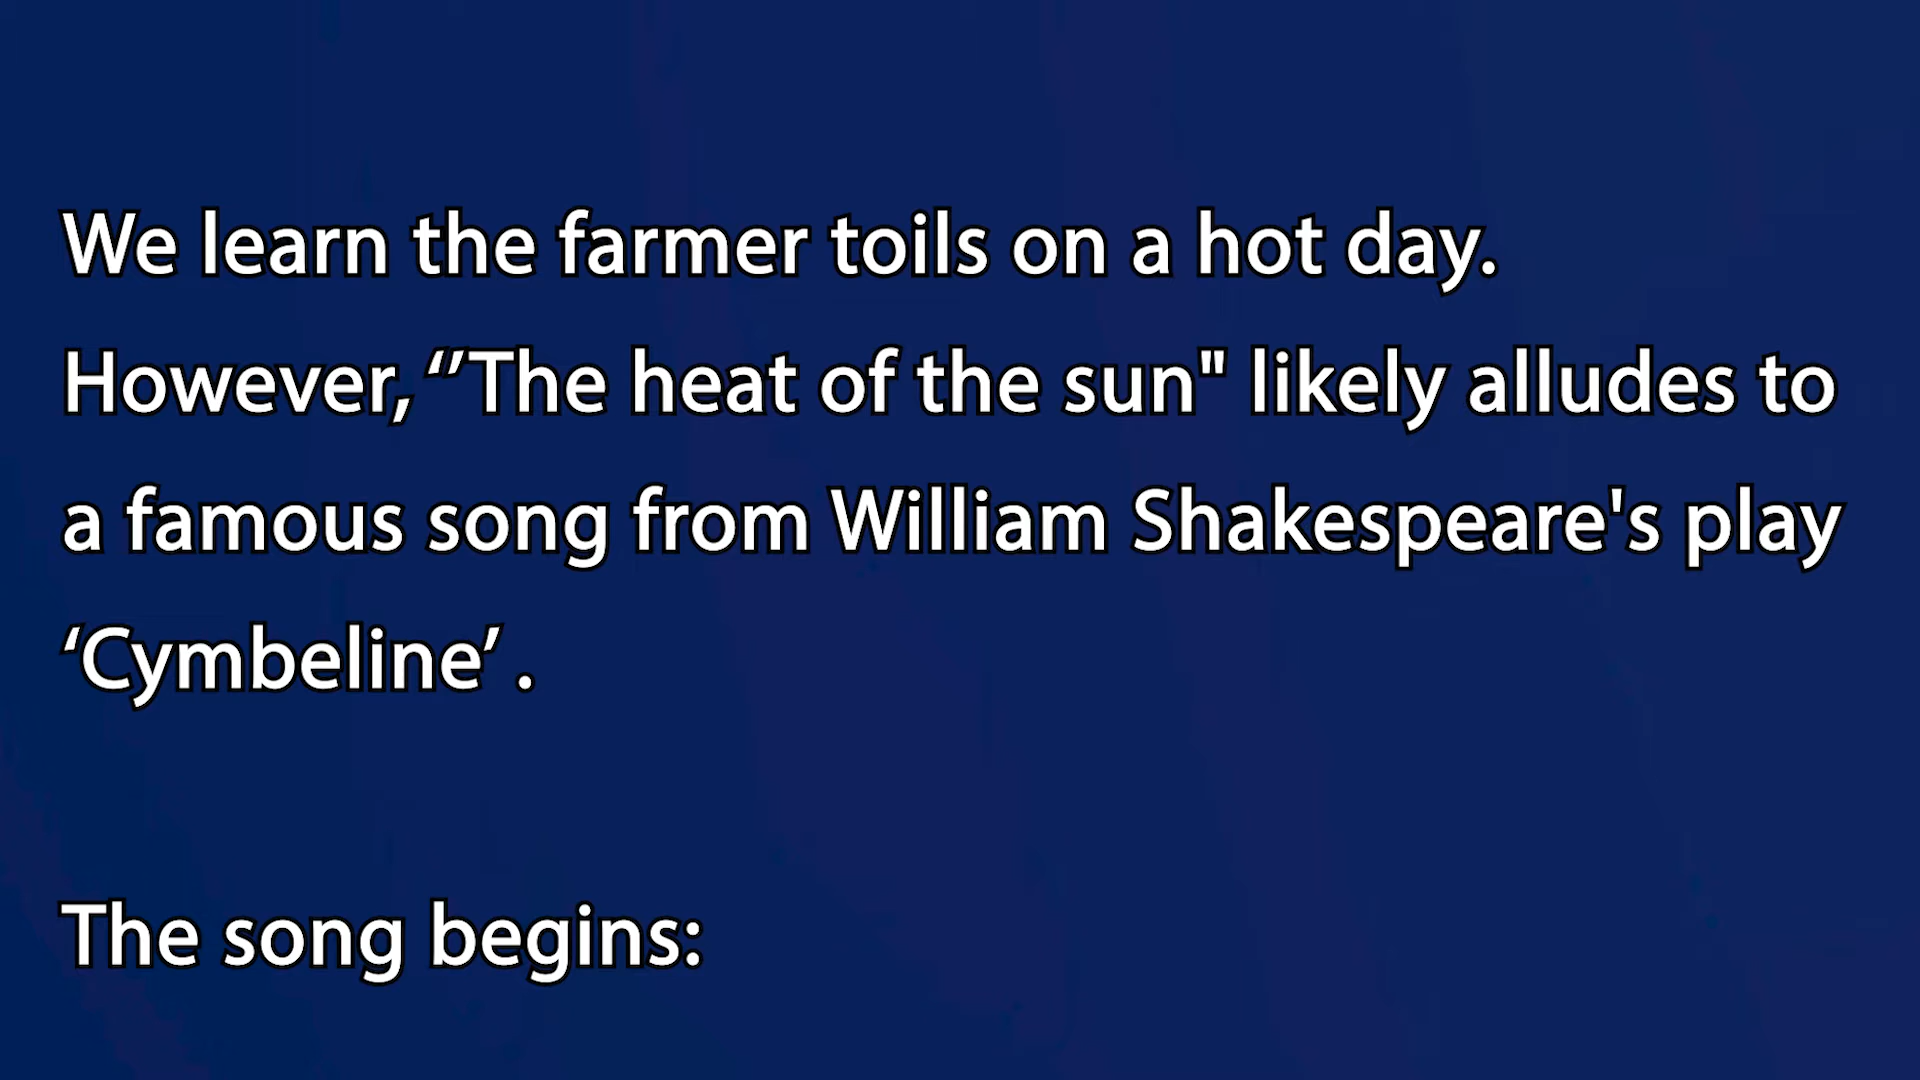 We learn the farmer toils on a hot day.
However, “”The heat of the sun" likely alludes to
a famous song from William Shakespeare's play
‘Cymbeline’ .
The song begins: